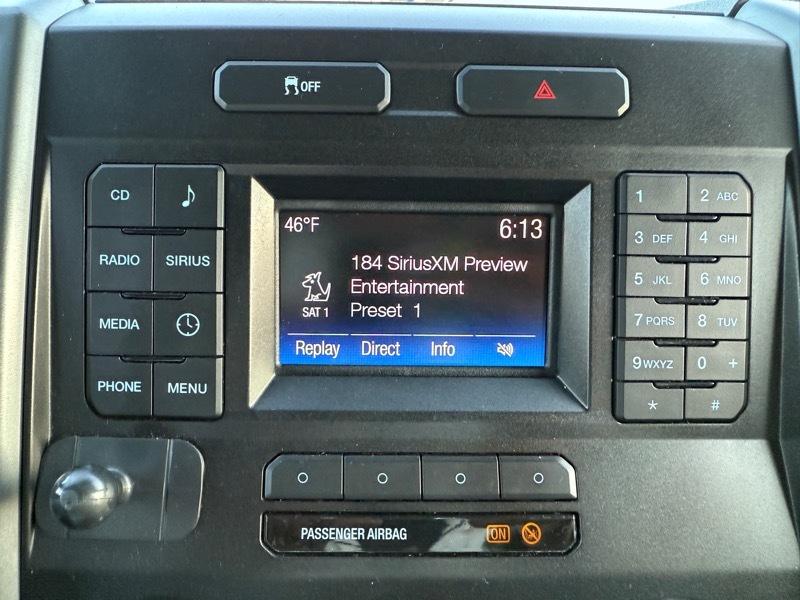 OFF
CD
RADIO SIRIUS
MEDIA
PHONE MENU
46°F 6:13
184 SiriusXM Preview
Entertainment
SAT 1
Preset 1
Replay Direct Info
1 2 ABC
3 DEF 4 GHI
5 JKL 6 MNO
7 PQRS 8 TUV
9 WXYZ 0 +
* #
PASSENGER AIRBAG ON